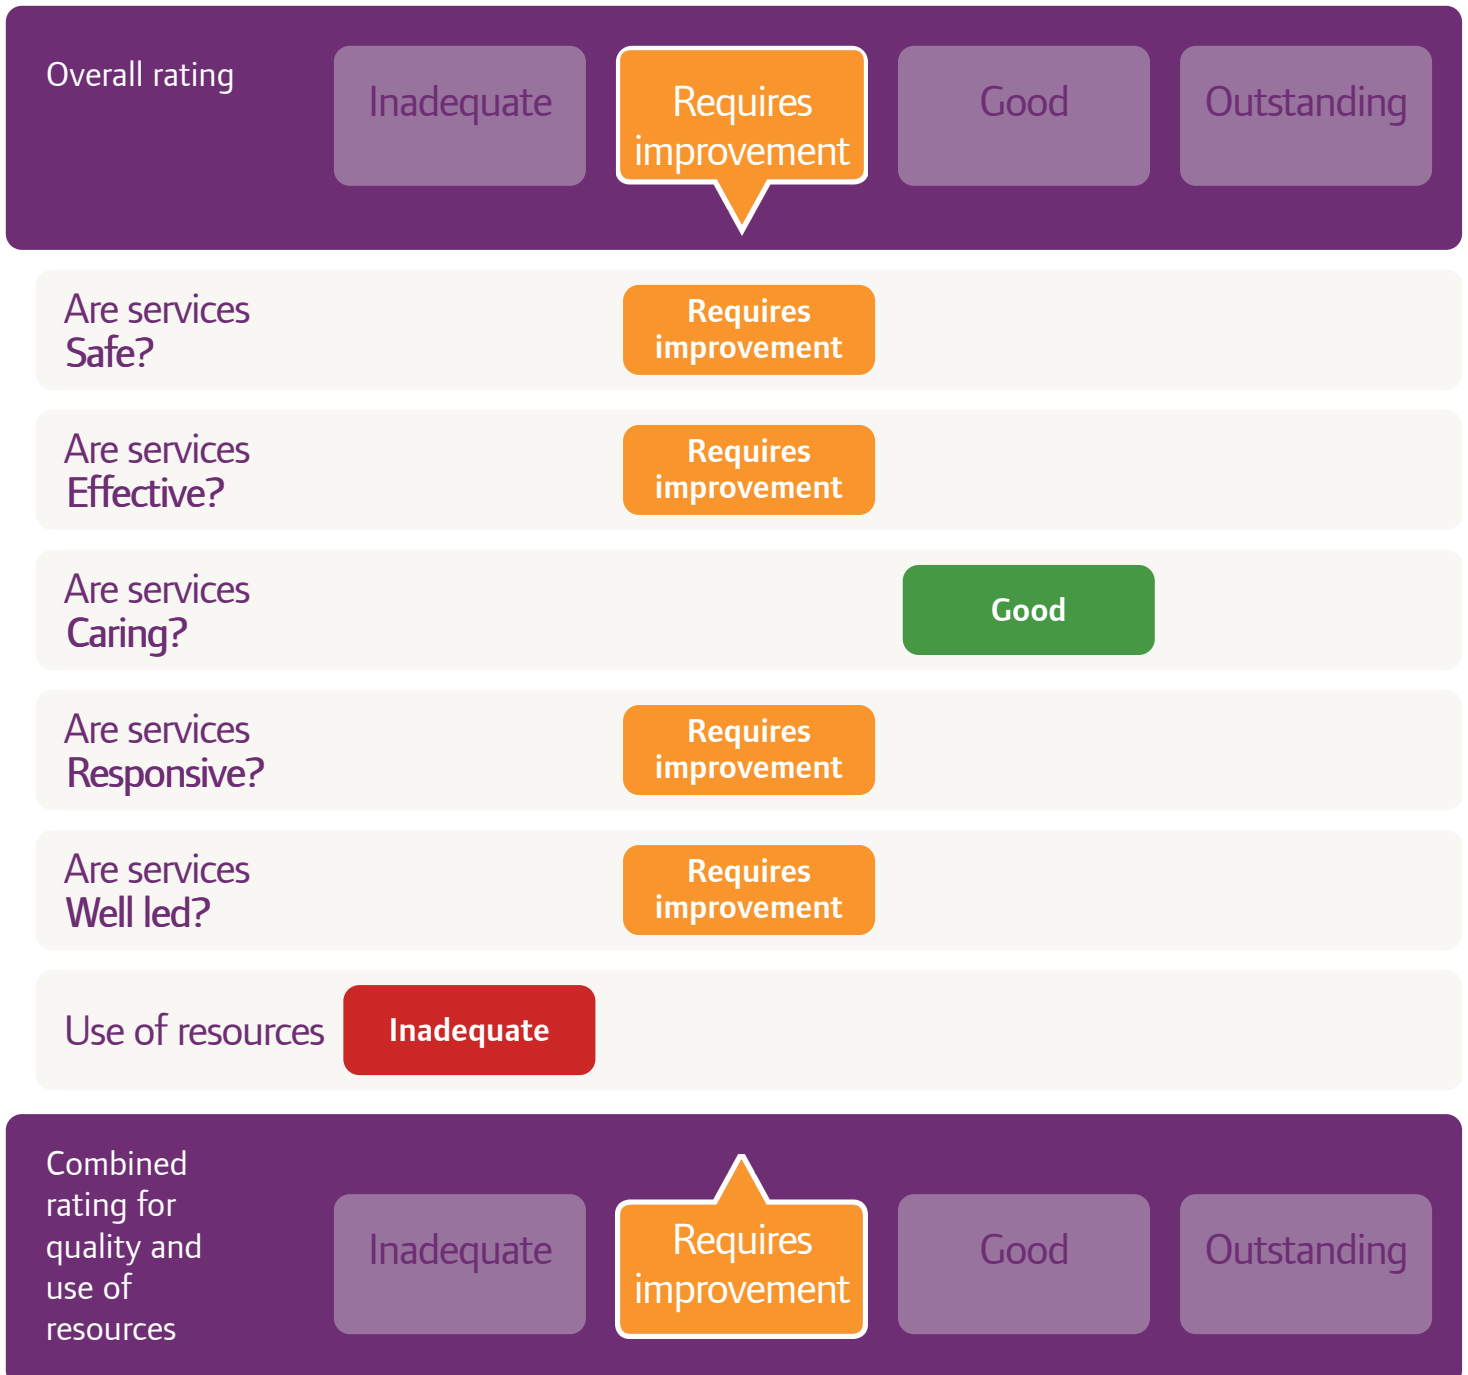 Overall rating
Inadequate
Requires
improvement
Good
Outstanding
Are services
Safe?
Requires
improvement
Are services
Effective?
Requires
improvement
Are services
Caring?
Good
Are services
Responsive?
Requires
improvement
Are services
Well led?
Requires
improvement
Use of resources
Inadequate
Combined
rating for
quality and
use of
resources
Inadequate
Requires
improvement
Good
Outstanding